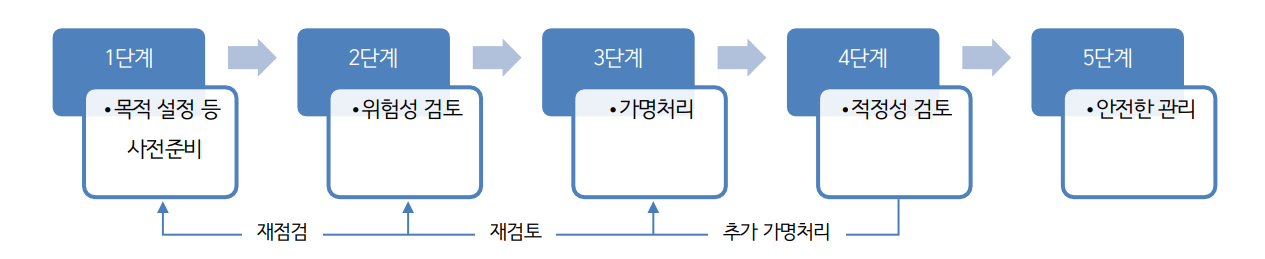 1단계
2단계
3단계
4단계
5단계
•목적 설정 등
사전준비
•위험성 검토
•가명처리
•적정성 검토
•안전한 관리
재점검
재검토
추가 가명처리